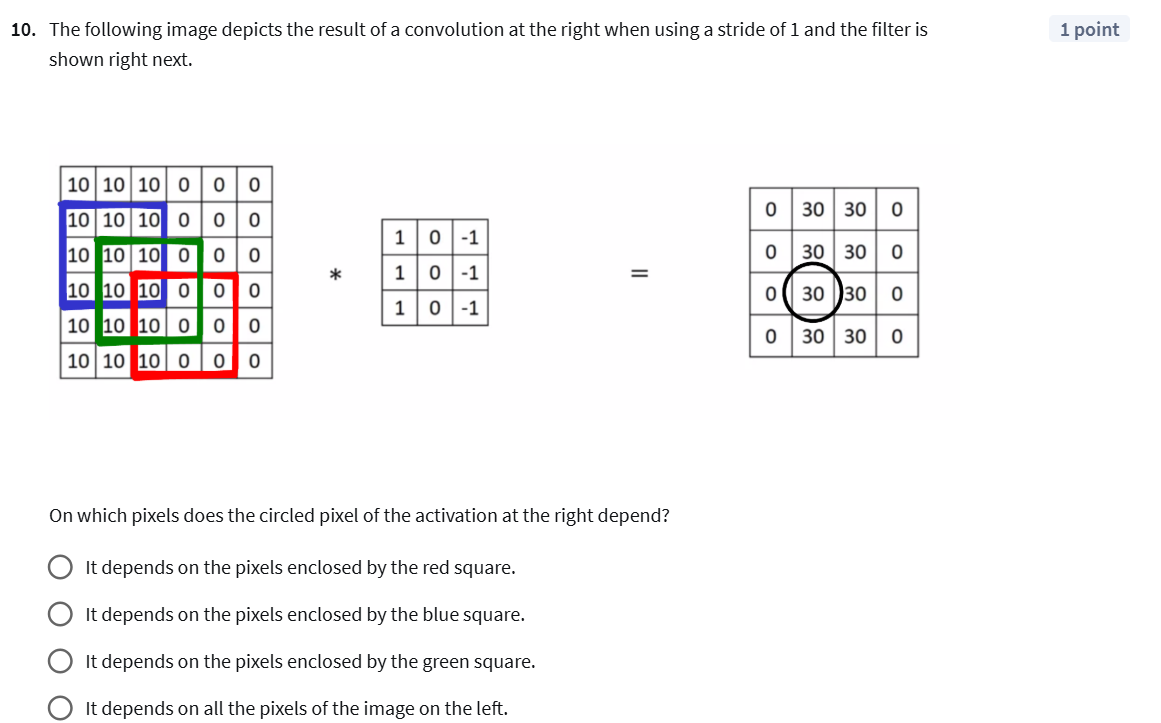 10. The following image depicts the result of a convolution at the right when using a stride of 1 and the filter is
shown right next.
1 point
10 10 10 0 0 0
10 10 10 0 0 0
10 10 10 0 0 0
10 10 10 0 0 0
10 10 10 0 0 0
10 10 10 0 0 0
*
1 0 -1
1 0 -1
1 0 -1
=
0 30 30 0
0 30 30 0
0 30 30 0
0 30 30 0
On which pixels does the circled pixel of the activation at the right depend?
It depends on the pixels enclosed by the red square.
It depends on the pixels enclosed by the blue square.
It depends on the pixels enclosed by the green square.
It depends on all the pixels of the image on the left.